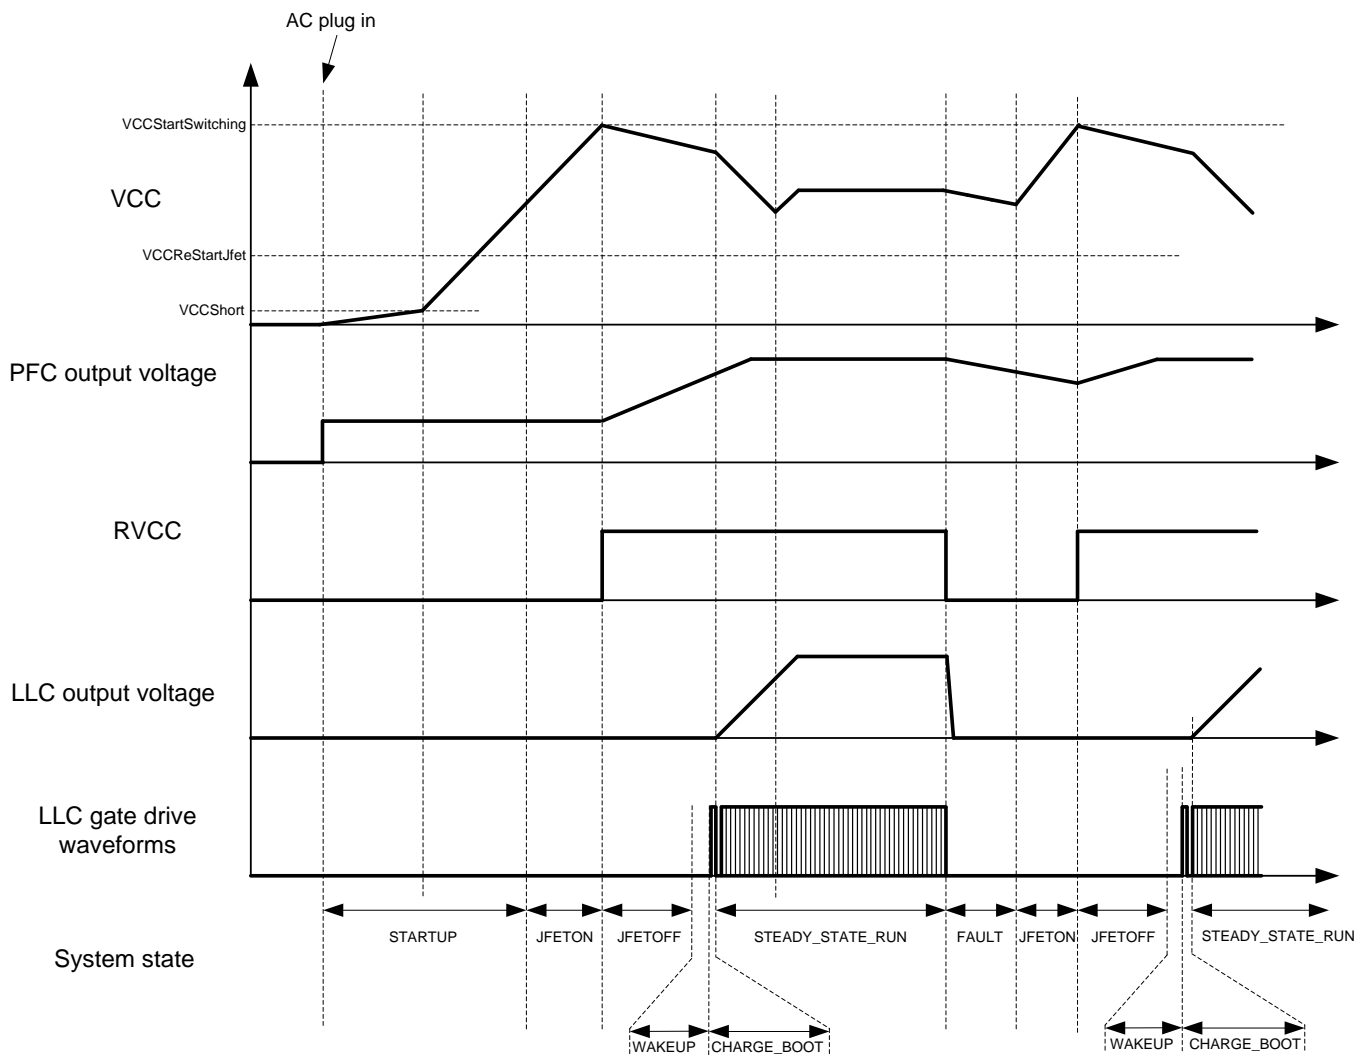 AC plug in
VCCStartSwitching
VCC
VCCReStartJfet
VCCShort
PFC output voltage
RVCC
LLC output voltage
LLC gate drive
waveforms
System state
STARTUP
JFETON
JFETOFF
STEADY_STATE_RUN
FAULT
JFETON
JFETOFF
STEADY_STATE_RUN
WAKEUP
CHARGE_BOOT
WAKEUP
CHARGE_BOOT